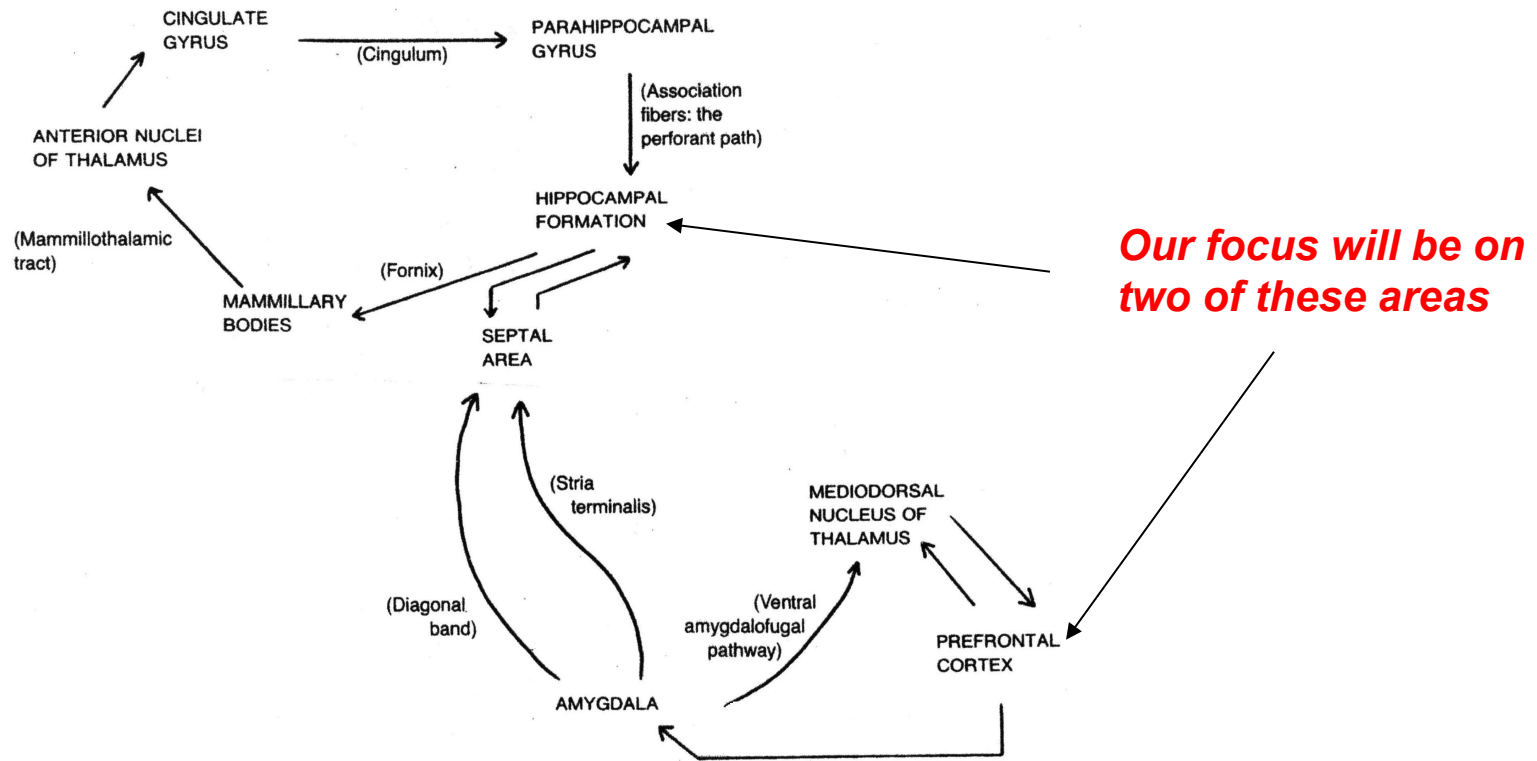 CINGULATE
GYRUS
(Cingulum)
PARAHIPPOCAMPAL
GYRUS
(Association
fibers: the
perforant path)
ANTERIOR NUCLEI
OF THALAMUS
HIPPOCAMPAL
FORMATION
(Mammillothalamic
tract)
(Fornix)
MAMMILLARY
BODIES
SEPTAL
AREA
Our focus will be on
two of these areas
(Stria
terminalis)
MEDIODORSAL
NUCLEUS OF
THALAMUS
(Diagonal
band)
(Ventral
amygdalofugal
pathway)
PREFRONTAL
CORTEX
AMYGDALA